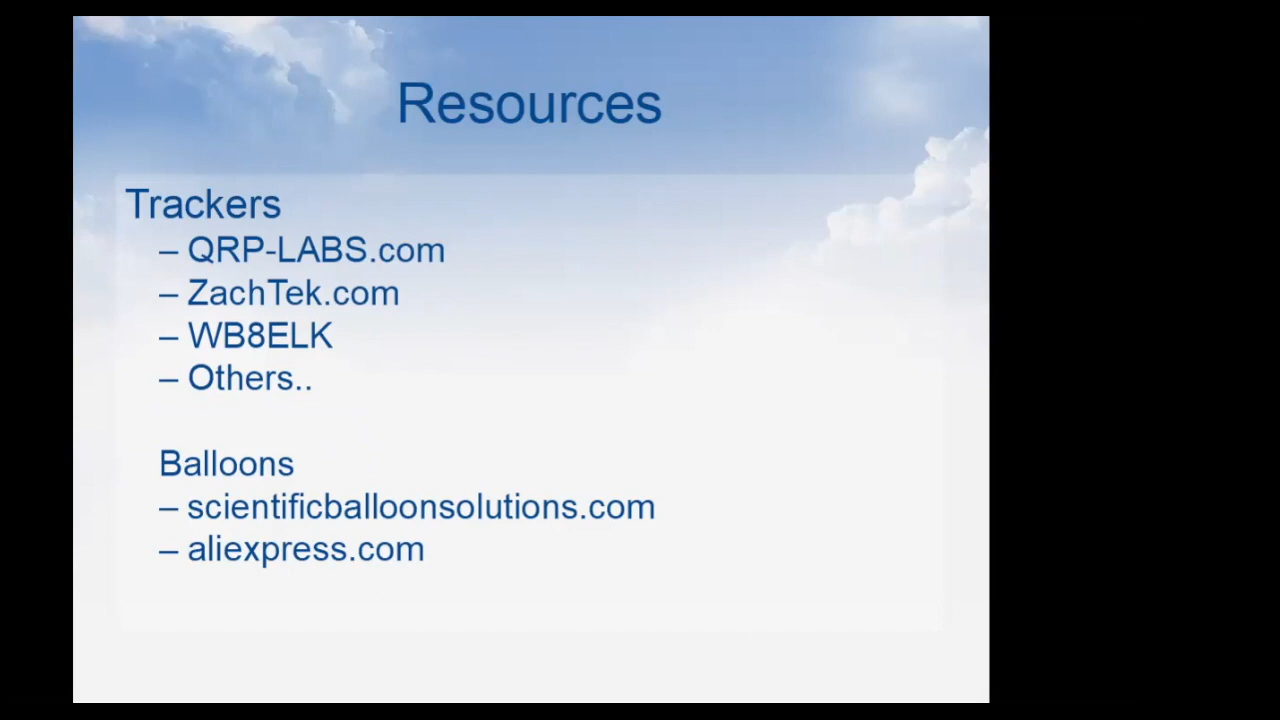 Resources
Trackers
– QRP-LABS.com
– ZachTek.com
– WB8ELK
– Others..
Balloons
– scientificballoonsolutions.com
– aliexpress.com